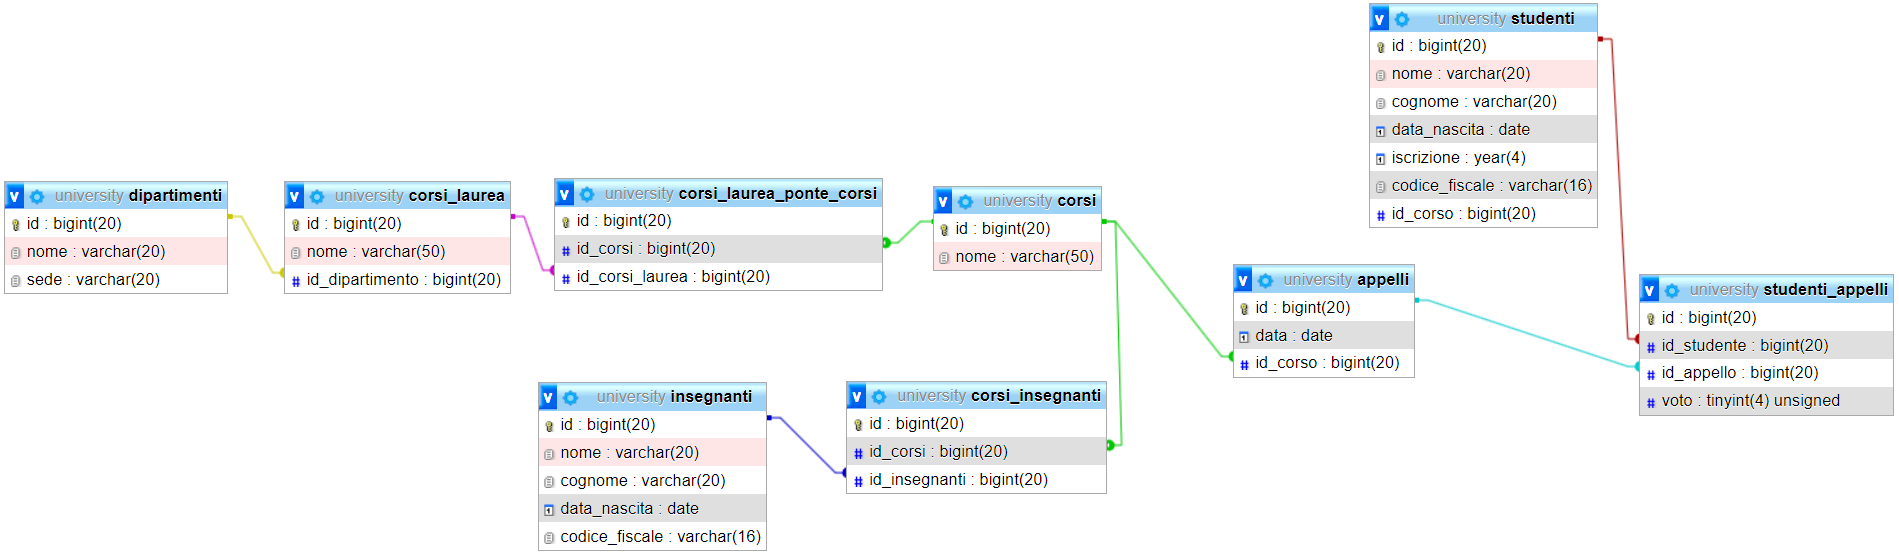 university dipartimenti
id : bigint(20)
nome : varchar(20)
sede : varchar(20)
university corsi_laurea
id : bigint(20)
nome : varchar(50)
id_dipartimento : bigint(20)
university corsi_laurea_ponte_corsi
id : bigint(20)
id_corsi : bigint(20)
id_corsi_laurea : bigint(20)
university corsi
id : bigint(20)
nome : varchar(50)
university studenti
id : bigint(20)
nome : varchar(20)
cognome : varchar(20)
data_nascita : date
iscrizione : year(4)
codice_fiscale : varchar(16)
id_corso : bigint(20)
university appelli
id : bigint(20)
data : date
id_corso : bigint(20)
university studenti_appelli
id : bigint(20)
id_studente : bigint(20)
id_appello : bigint(20)
voto : tinyint(4) unsigned
university insegnanti
id : bigint(20)
nome : varchar(20)
cognome : varchar(20)
data_nascita : date
codice_fiscale : varchar(16)
university corsi_insegnanti
id : bigint(20)
id_corsi : bigint(20)
id_insegnanti : bigint(20)